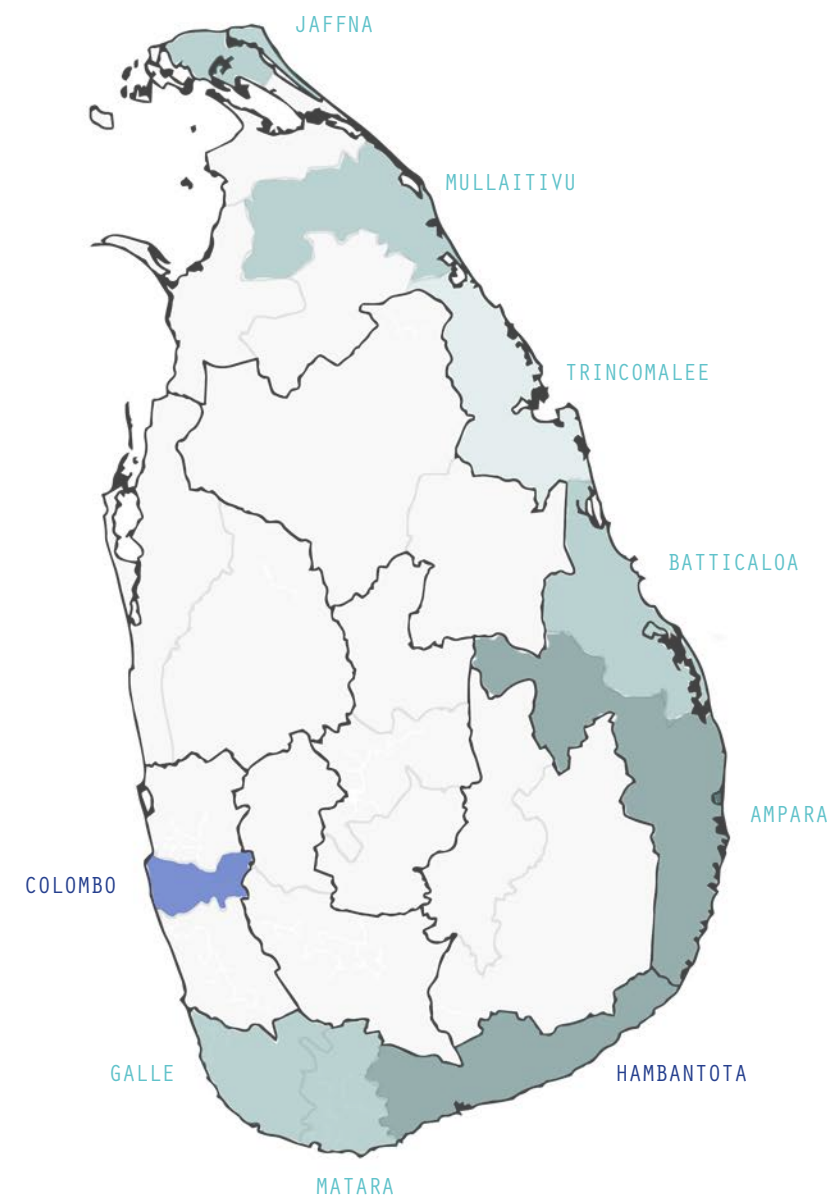 JAFFNA
MULLAITIVU
TRINCOMALEE
BATTICALOA
AMPARA
COLOMBO
GALLE
HAMBANTOTA
MATARA